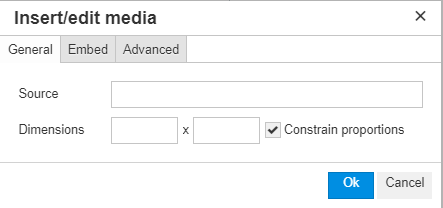 Insert/edit media ×
General Embed Advanced
Source
Dimensions x Constrain proportions
Ok Cancel